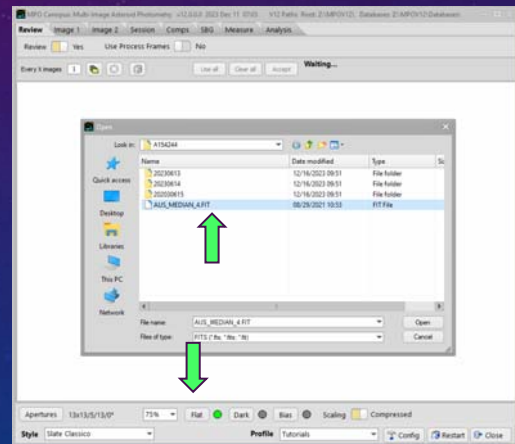 MPO Canopus Multi-Image Asteroid Photometry v12.0.0.0 2023 Dec 11 07:03 V12 Paths Root: Z:\MPOV12\ Databases: Z:\MPOV12\Databases\
Review Image 1 Image 2 Session Comps SBG Measure Analysis
Review Yes Use Process Frames No
Every X images 1 Use all Clear all Accept Waiting...
Open
Look in: A154244
Name Date modified Type
20230613 12/16/2023 09:51 File folder
20230614 12/16/2023 09:51 File folder
202030615 12/16/2023 09:51 File folder
AUS_MEDIAN_4.FIT 08/29/2021 10:53 FIT File
Quick access
Desktop
Libraries
This PC
Network
File name: AUS_MEDIAN_4.FIT Open
Files of type: Cancel
Apertures 13x13/5/13/0° 75% Flat Dark Bias Scaling Compressed
Style Slate Classico Profile Tutorials Config Restart Close